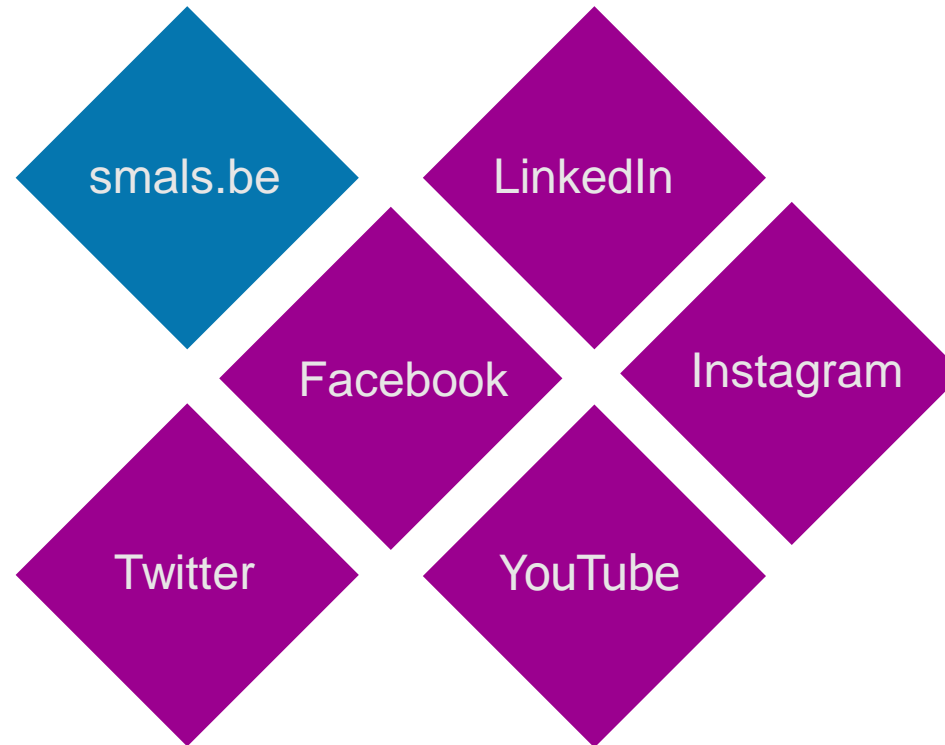 smals.be
LinkedIn
Facebook
Instagram
Twitter
YouTube